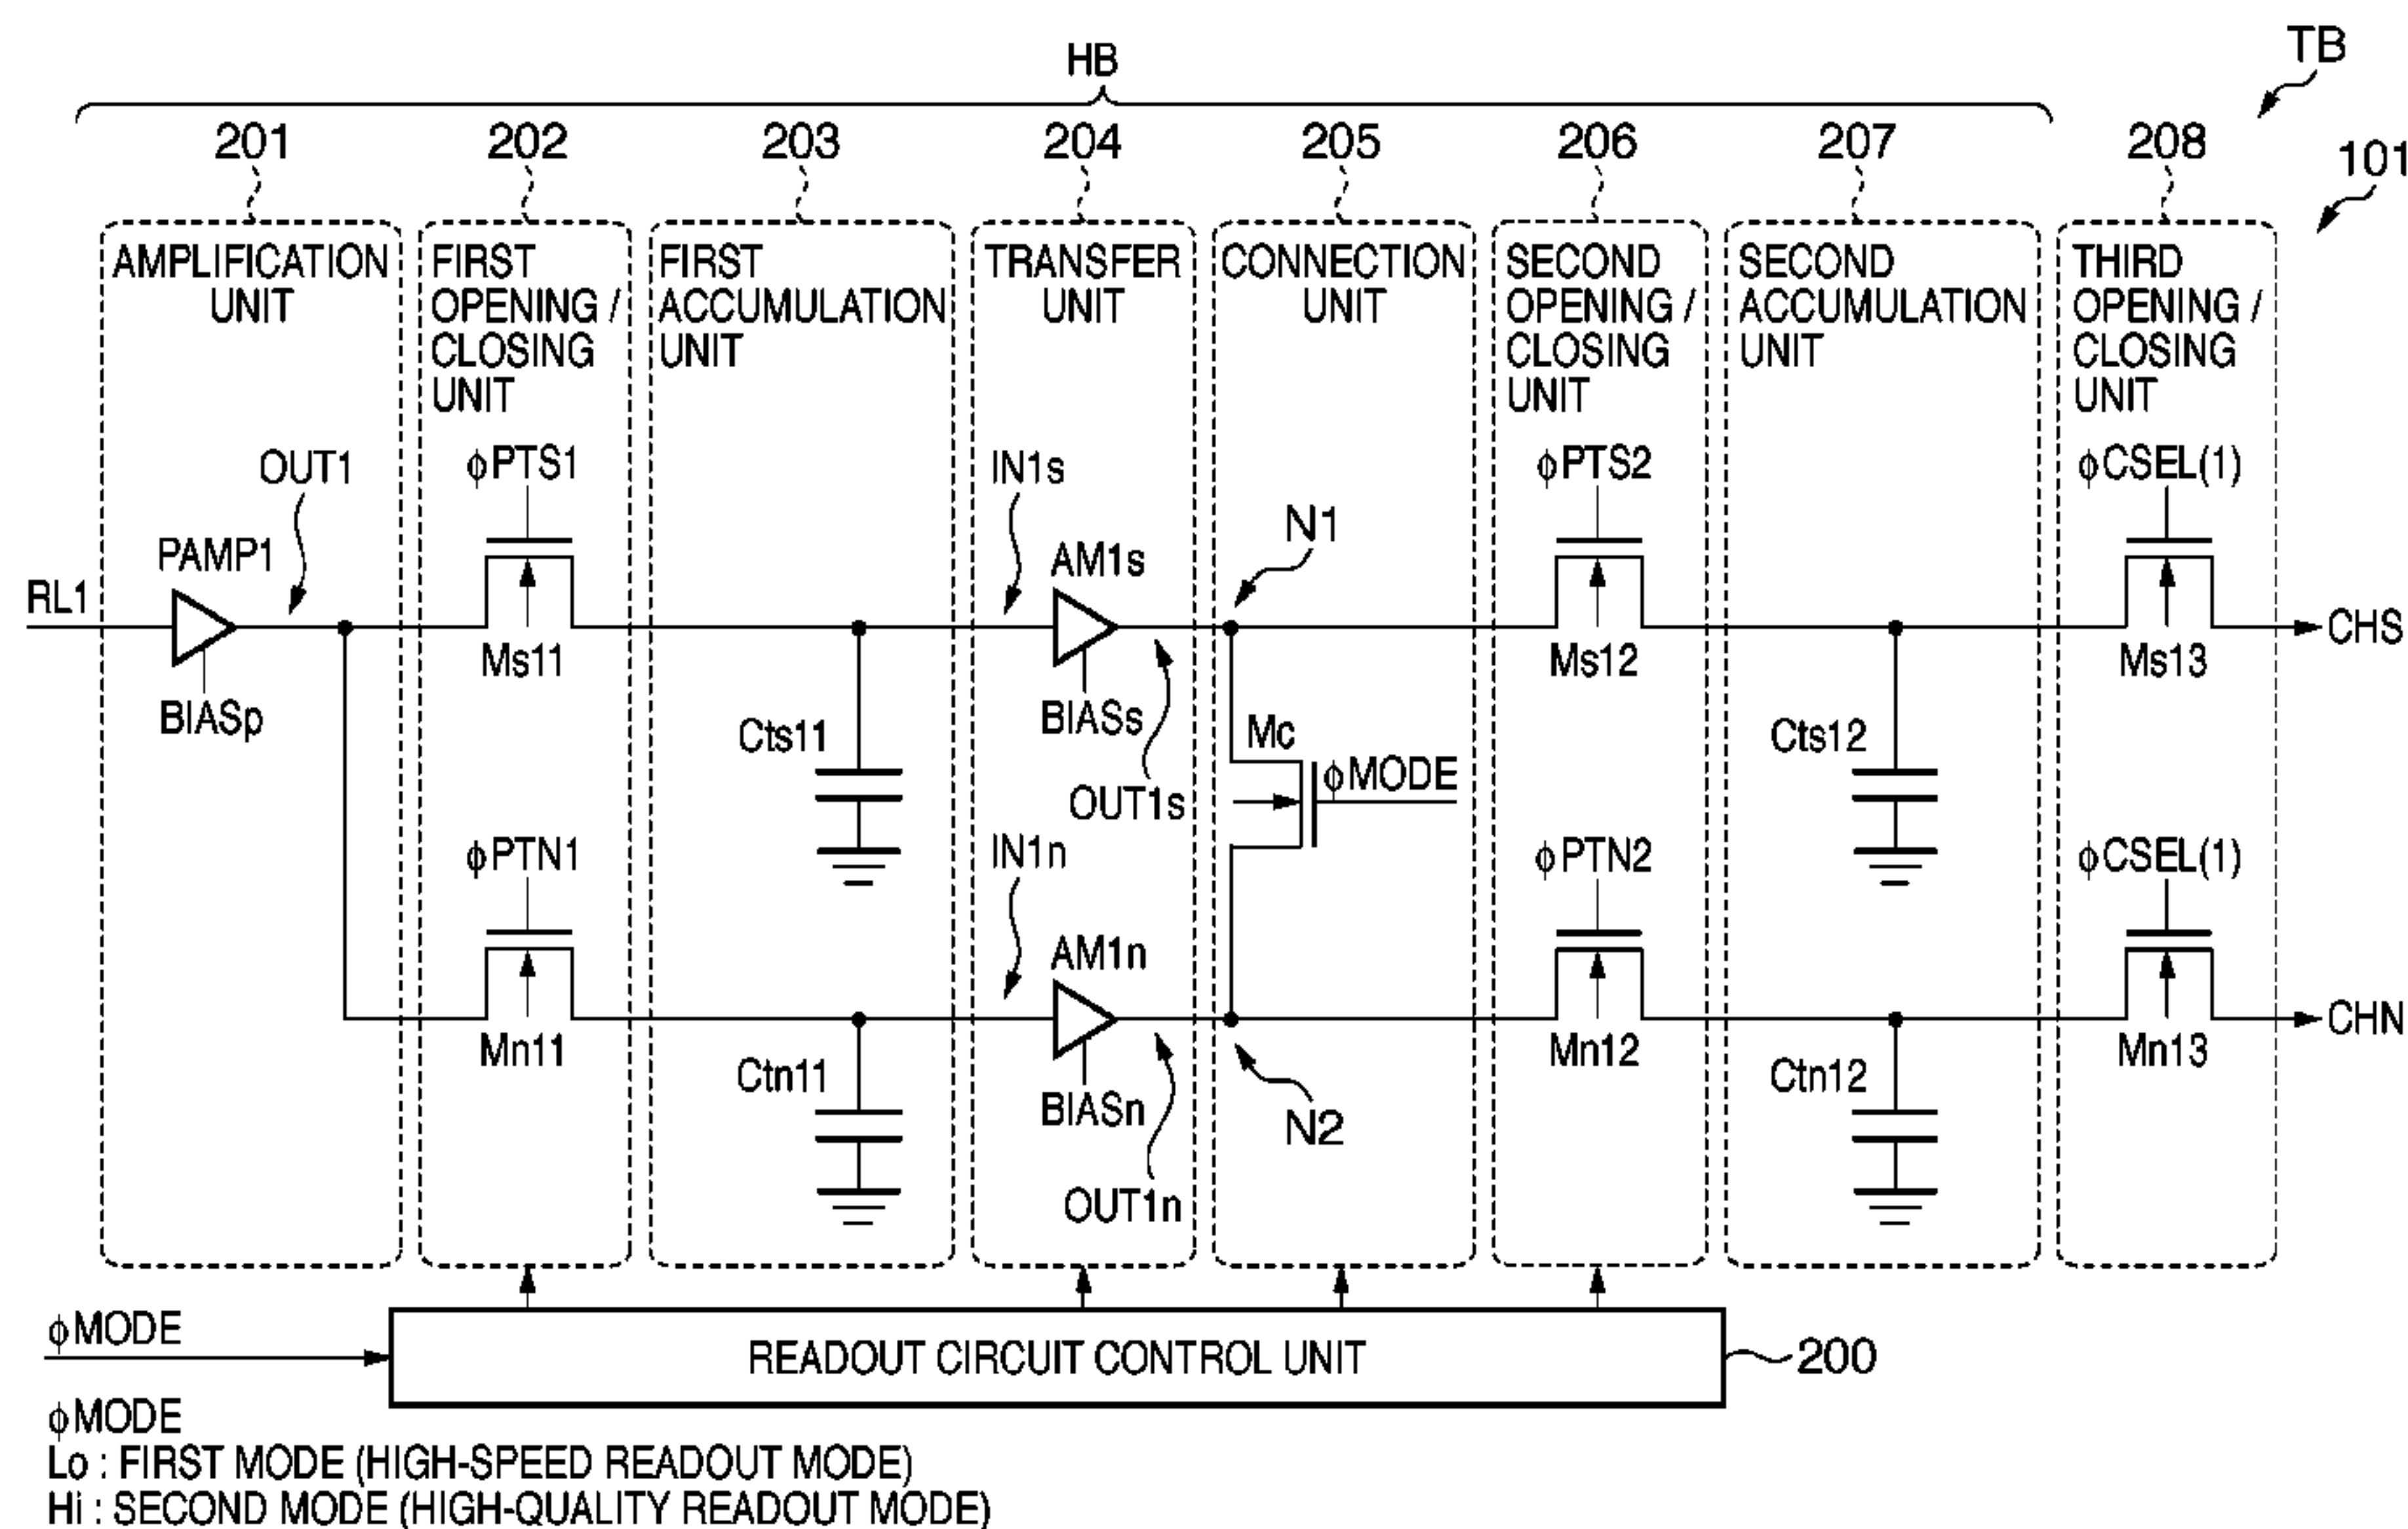 HB
TB
201
202
203
204
205
206
207
208
101
AMPLIFICATION
UNIT
FIRST
OPENING /
CLOSING
UNIT
FIRST
ACCUMULATION
UNIT
TRANSFER
UNIT
CONNECTION
UNIT
SECOND
OPENING /
CLOSING
UNIT
SECOND
ACCUMULATION
UNIT
THIRD
OPENING /
CLOSING
UNIT
OUT1
ϕPTS1
IN1s
ϕPTS2
ϕCSEL(1)
N1
PAMP1
AM1s
RL1
CHS
Ms11
Ms12
Ms13
BIASp
BIASs
Cts11
Mc
Cts12
ϕMODE
OUT1s
ϕPTN1
IN1n
ϕPTN2
ϕCSEL(1)
AM1n
CHN
Mn11
Mn12
Mn13
Ctn11
Ctn12
BIASn
N2
OUT1n
ϕMODE
READOUT CIRCUIT CONTROL UNIT
200
ϕMODE
Lo : FIRST MODE (HIGH-SPEED READOUT MODE)
Hi : SECOND MODE (HIGH-QUALITY READOUT MODE)